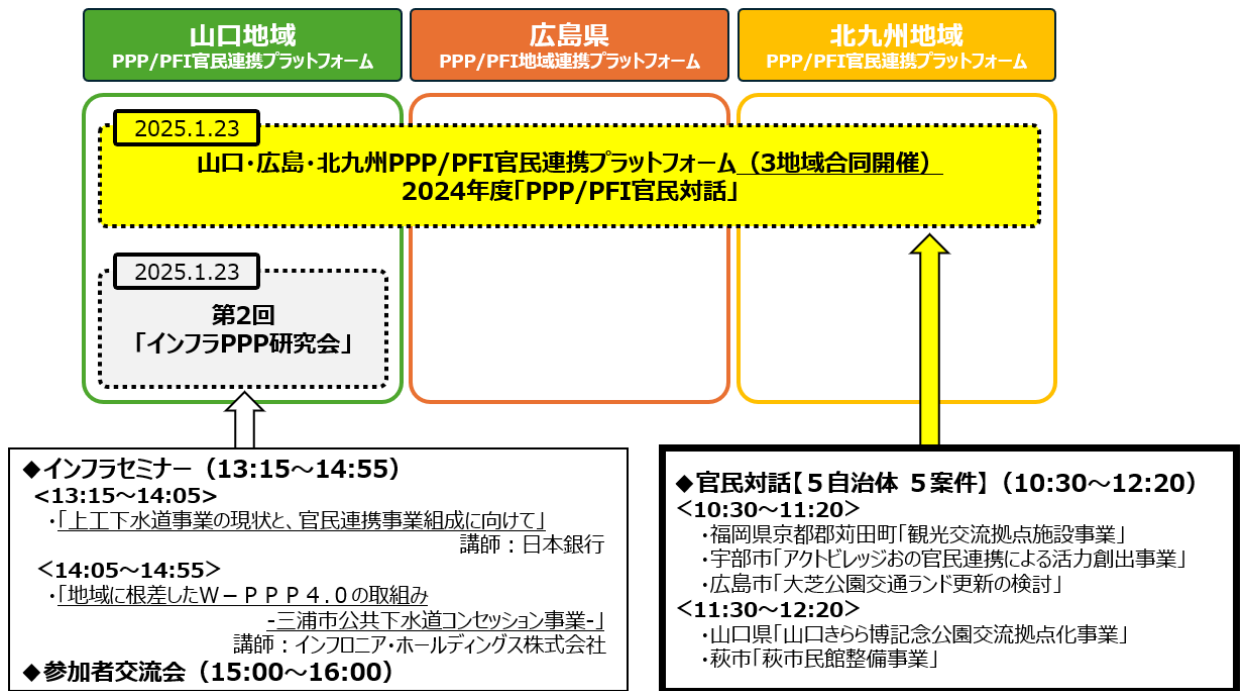 山口地域
PPP/PFI官民連携プラットフォーム
広島県
PPP/PFI地域連携プラットフォーム
北九州地域
PPP/PFI官民連携プラットフォーム
2025.1.23
山口・広島・北九州PPP/PFI官民連携プラットフォーム（3地域合同開催）
2024年度「PPP/PFI官民対話」
2025.1.23
第2回
「インフラPPP研究会」
◆インフラセミナー（13:15～14:55）
<13:15～14:05>
・「上工下水道事業の現状と、官民連携事業組成に向けて」
講師：日本銀行
<14:05～14:55>
・「地域に根差したＷ－ＰＰＰ４.０の取組み
-三浦市公共下水道コンセッション事業-」
講師：インフロニア・ホールディングス株式会社
◆参加者交流会（15:00～16:00）
◆官民対話【５自治体 ５案件】（10:30～12:20）
<10:30～11:20>
・福岡県京都郡苅田町「観光交流拠点施設事業」
・宇部市「アクトビレッジおの官民連携による活力創出事業」
・広島市「大芝公園交通ランド更新の検討」
<11:30～12:20>
・山口県「山口きらら博記念公園交流拠点化事業」
・萩市「萩市民館整備事業」